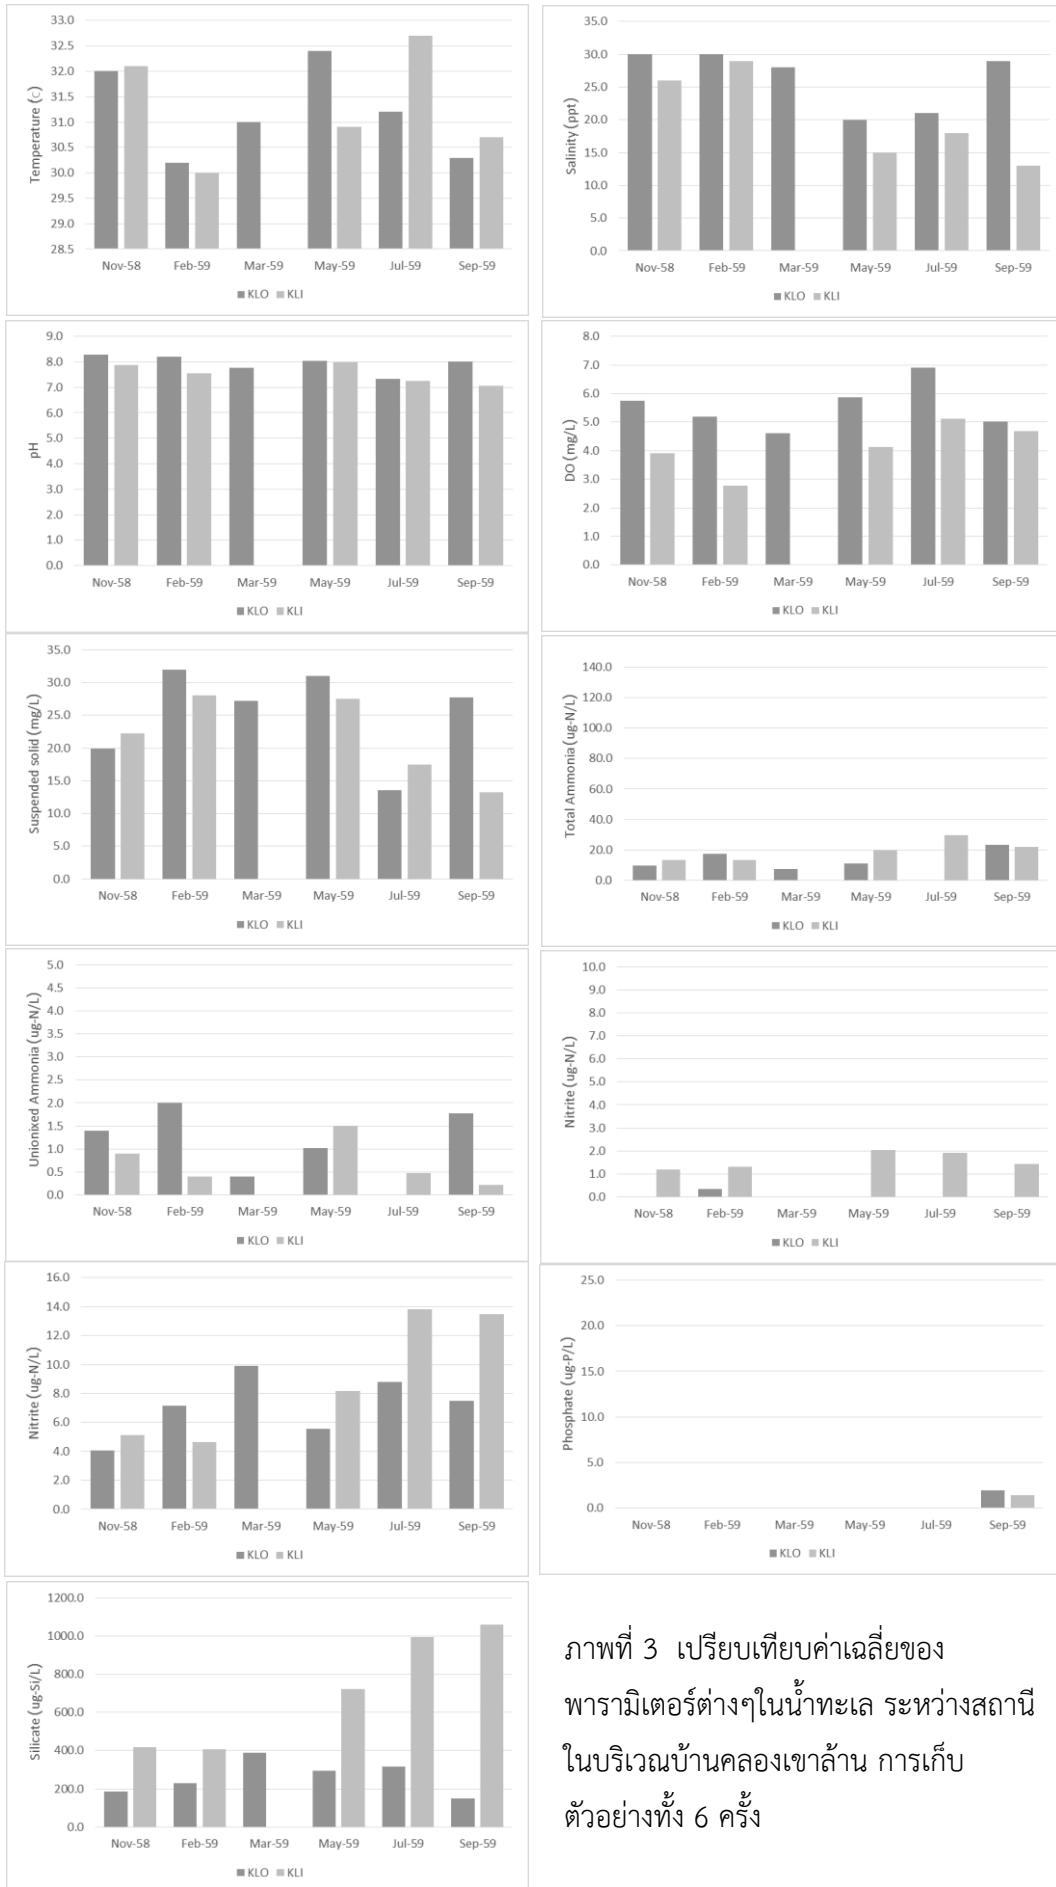 33.0
32.5
32.0
31.5
31.0
30.5
30.0
29.5
29.0
28.5
Temperature (C)
Nov-58 Feb-59 Mar-59 May-59 Jul-59 Sep-59
KLO KLI
35.0
30.0
25.0
20.0
15.0
10.0
5.0
0.0
Salinity (ppt)
Nov-58 Feb-59 Mar-59 May-59 Jul-59 Sep-59
KLO KLI
9.0
8.0
7.0
6.0
5.0
4.0
3.0
2.0
1.0
0.0
pH
Nov-58 Feb-59 Mar-59 May-59 Jul-59 Sep-59
KLO KLI
8.0
7.0
6.0
5.0
4.0
3.0
2.0
1.0
0.0
DO (mg/L)
Nov-58 Feb-59 Mar-59 May-59 Jul-59 Sep-59
KLO KLI
35.0
30.0
25.0
20.0
15.0
10.0
5.0
0.0
Suspended solid (mg/L)
Nov-58 Feb-59 Mar-59 May-59 Jul-59 Sep-59
KLO KLI
140.0
120.0
100.0
80.0
60.0
40.0
20.0
0.0
Total Ammonia (ug-N/L)
Nov-58 Feb-59 Mar-59 May-59 Jul-59 Sep-59
KLO KLI
5.0
4.5
4.0
3.5
3.0
2.5
2.0
1.5
1.0
0.5
0.0
Unionixed Ammonia (ug-N/L)
Nov-58 Feb-59 Mar-59 May-59 Jul-59 Sep-59
KLO KLI
10.0
9.0
8.0
7.0
6.0
5.0
4.0
3.0
2.0
1.0
0.0
Nitrite (ug-N/L)
Nov-58 Feb-59 Mar-59 May-59 Jul-59 Sep-59
KLO KLI
16.0
14.0
12.0
10.0
8.0
6.0
4.0
2.0
0.0
Nitrite (ug-N/L)
Nov-58 Feb-59 Mar-59 May-59 Jul-59 Sep-59
KLO KLI
25.0
20.0
15.0
10.0
5.0
0.0
Phosphate (ug-P/L)
Nov-58 Feb-59 Mar-59 May-59 Jul-59 Sep-59
KLO KLI
1200.0
1000.0
800.0
600.0
400.0
200.0
0.0
Silicate (ug-Si/L)
Nov-58 Feb-59 Mar-59 May-59 Jul-59 Sep-59
KLO KLI
ภาพที่ 3 เปรียบเทียบค่าเฉลี่ยของ
พารามิเตอร์ต่างๆในน้ำทะเล ระหว่างสถานี
ในบริเวณบ้านคลองเขาล้าน การเก็บ
ตัวอย่างทั้ง 6 ครั้ง